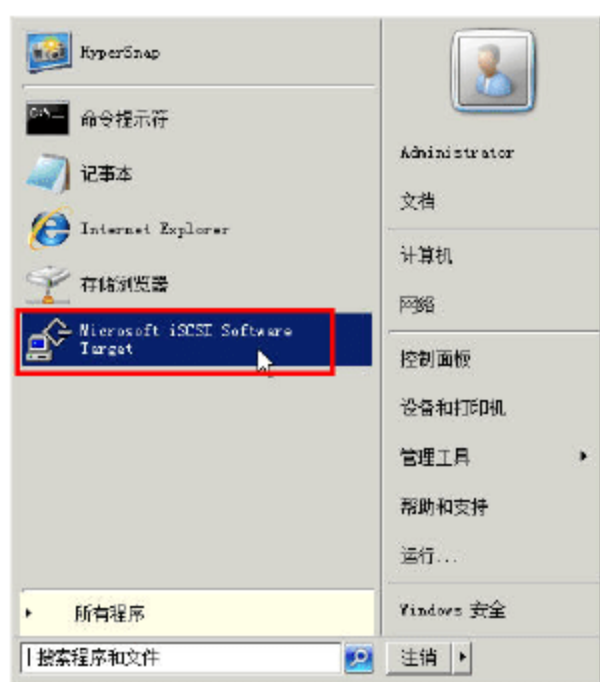 HyperSnap
命令提示符
记事本
Internet Explorer
存储浏览器
Microsoft iSCSI Software
Target
所有程序
搜索程序和文件
Administrator
文档
计算机
网络
控制面板
设备和打印机
管理工具
帮助和支持
运行...
Windows 安全
注销